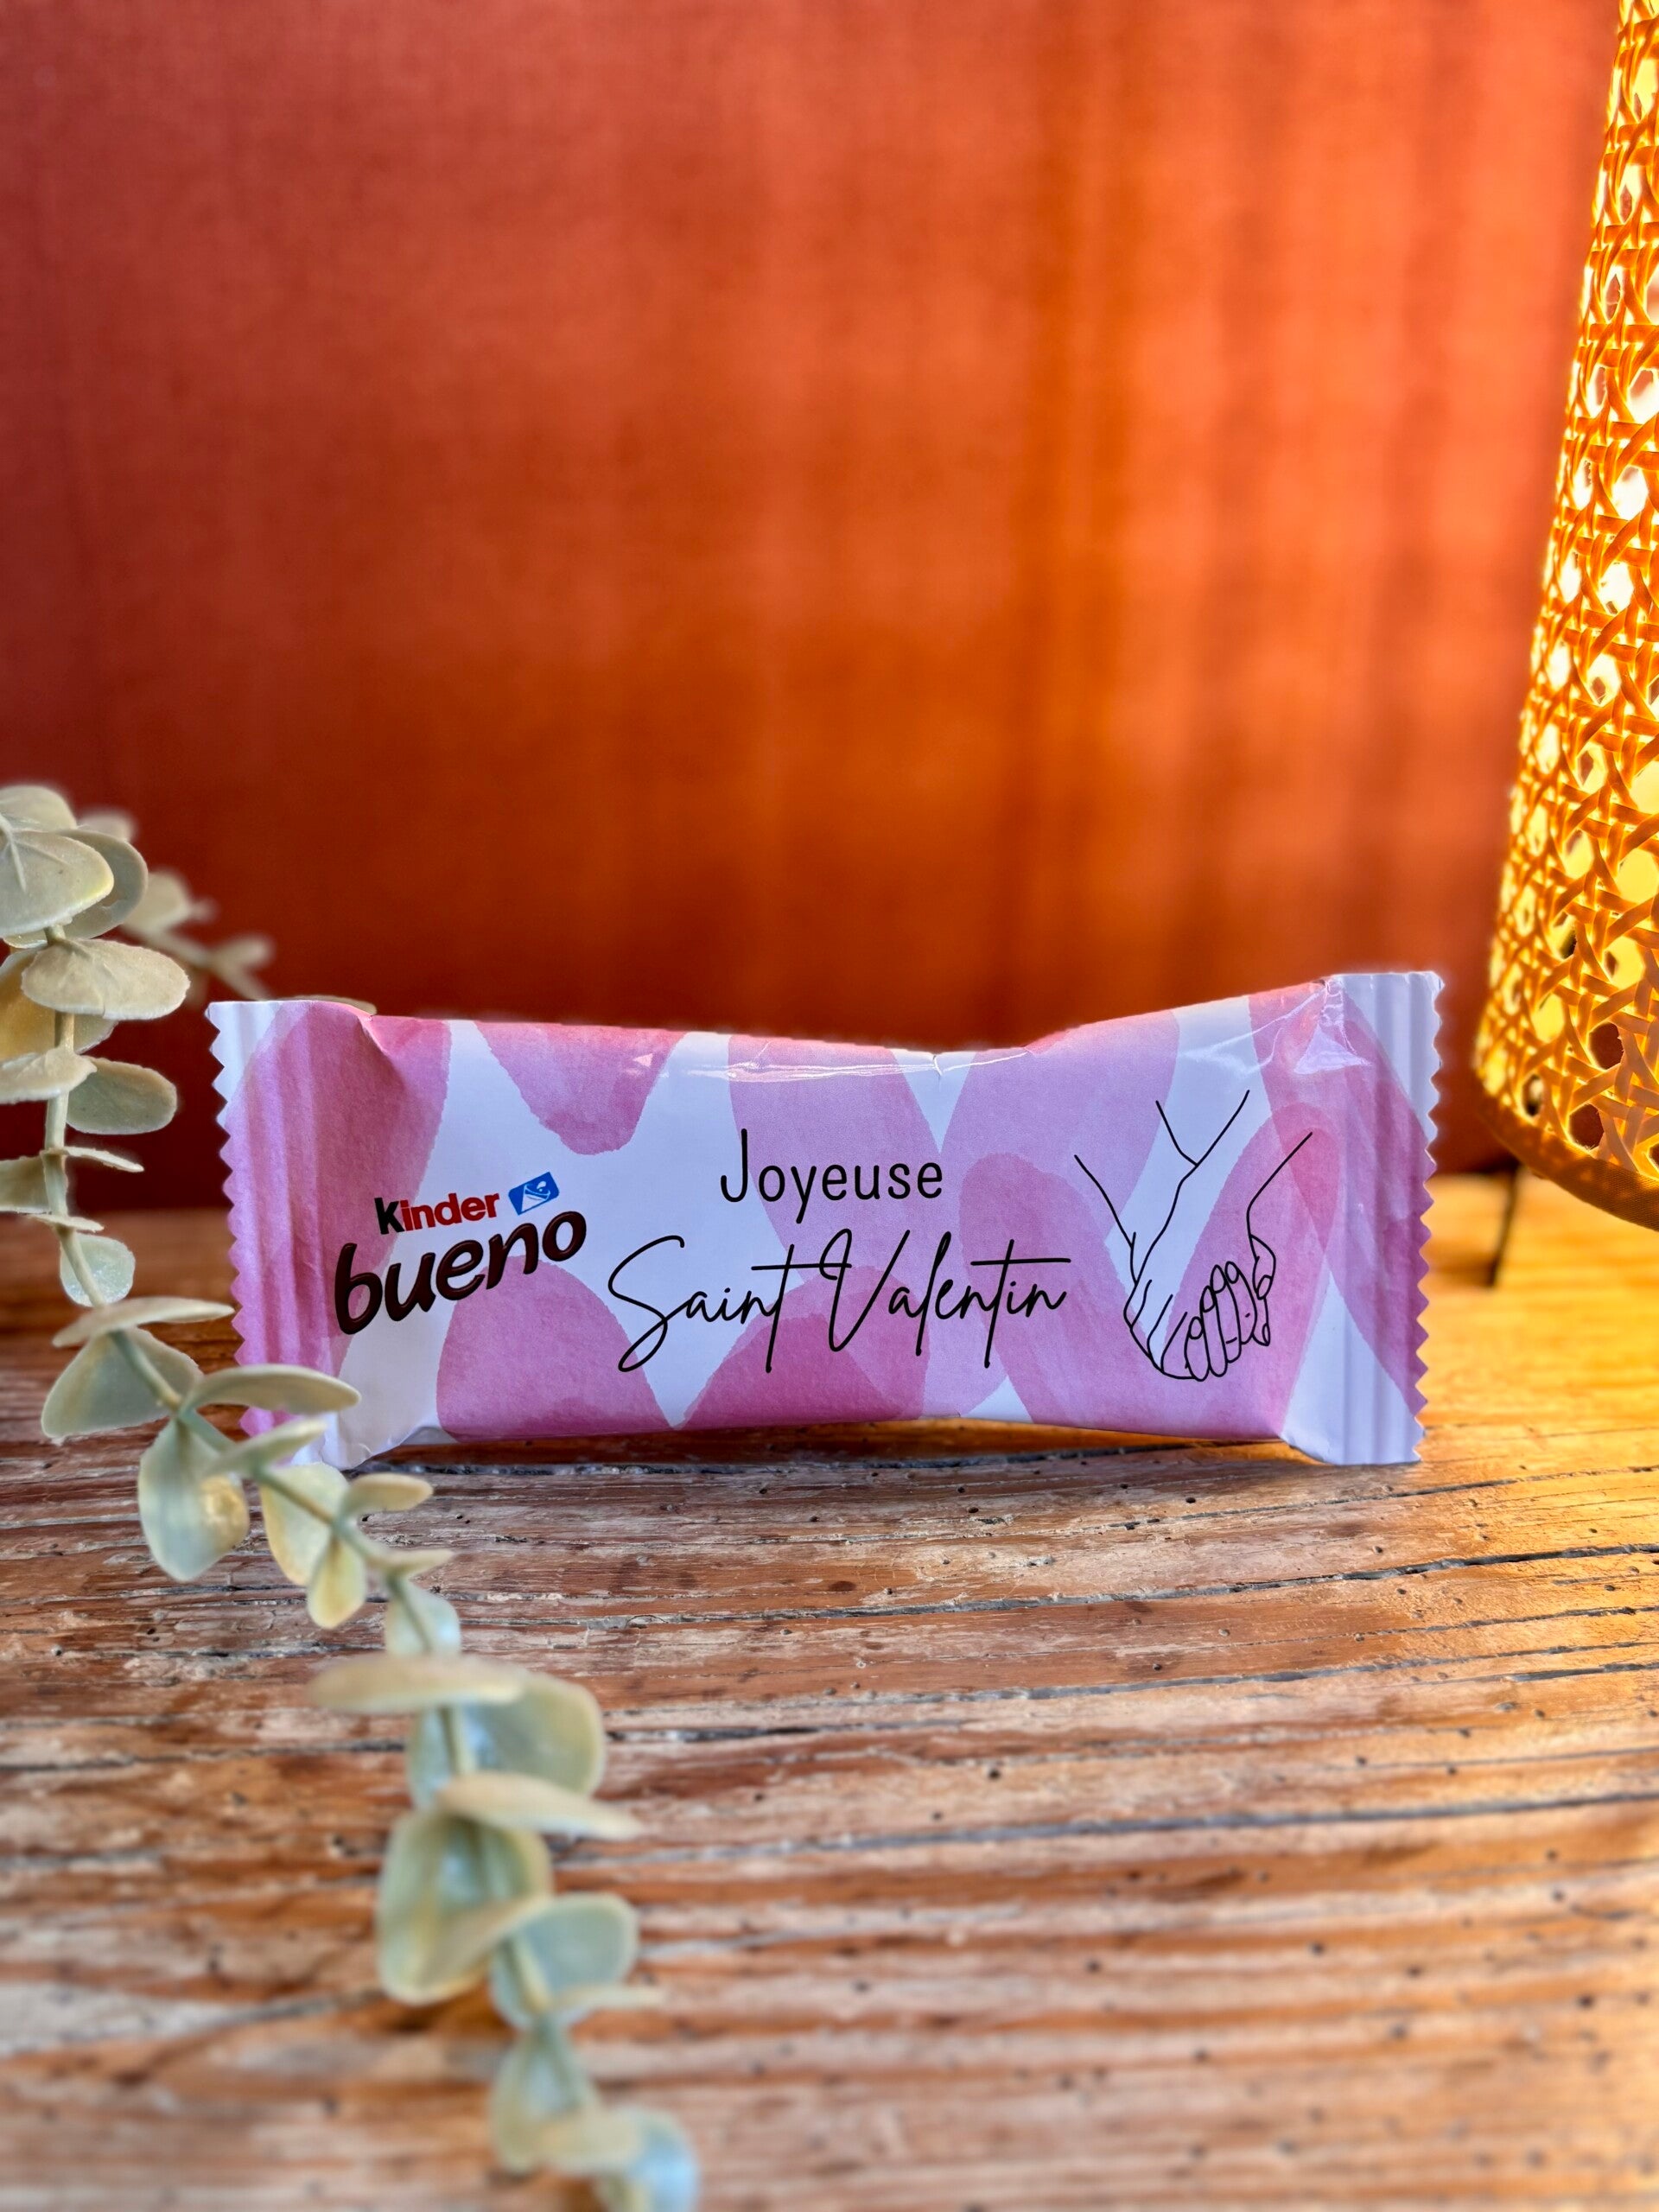 kinder
bueno
Joyeuse
Saint Valentin